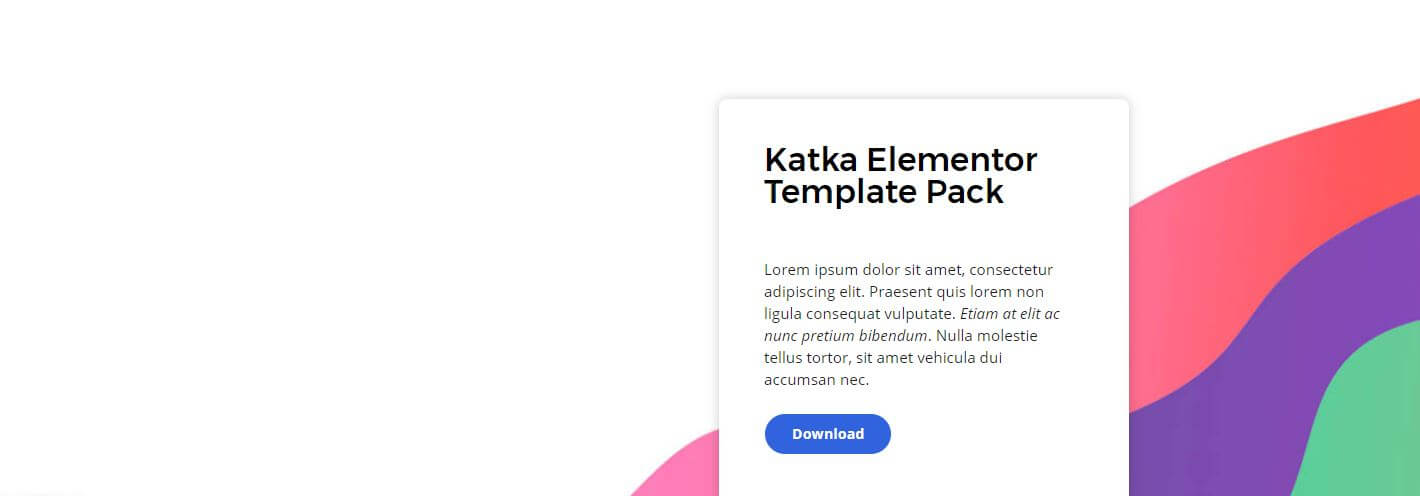 Katka Elementor
Template Pack
Lorem ipsum dolor sit amet, consectetur
adipiscing elit. Praesent quis lorem non
ligula consequat vulputate. Etiam at elit ac
nunc pretium bibendum. Nulla molestie
tellus tortor, sit amet vehicula dui
accumsan nec.
Download